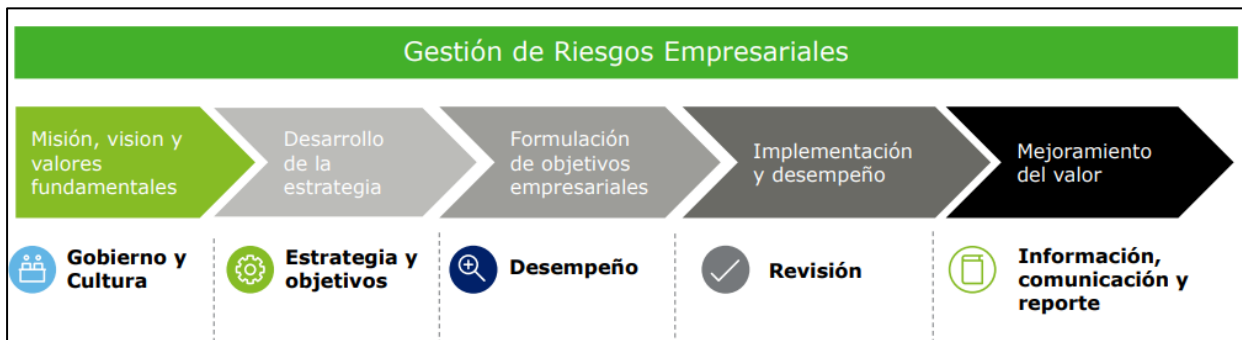 Gestión de Riesgos Empresariales
Misión, vision y
valores
fundamentales
Desarrollo
de la
estrategia
Formulación
de objetivos
empresariales
Implementación
y desempeño
Mejoramiento
del valor
Gobierno y
Cultura
Estrategia y
objetivos
Desempeño
Revisión
Información,
comunicación y
reporte